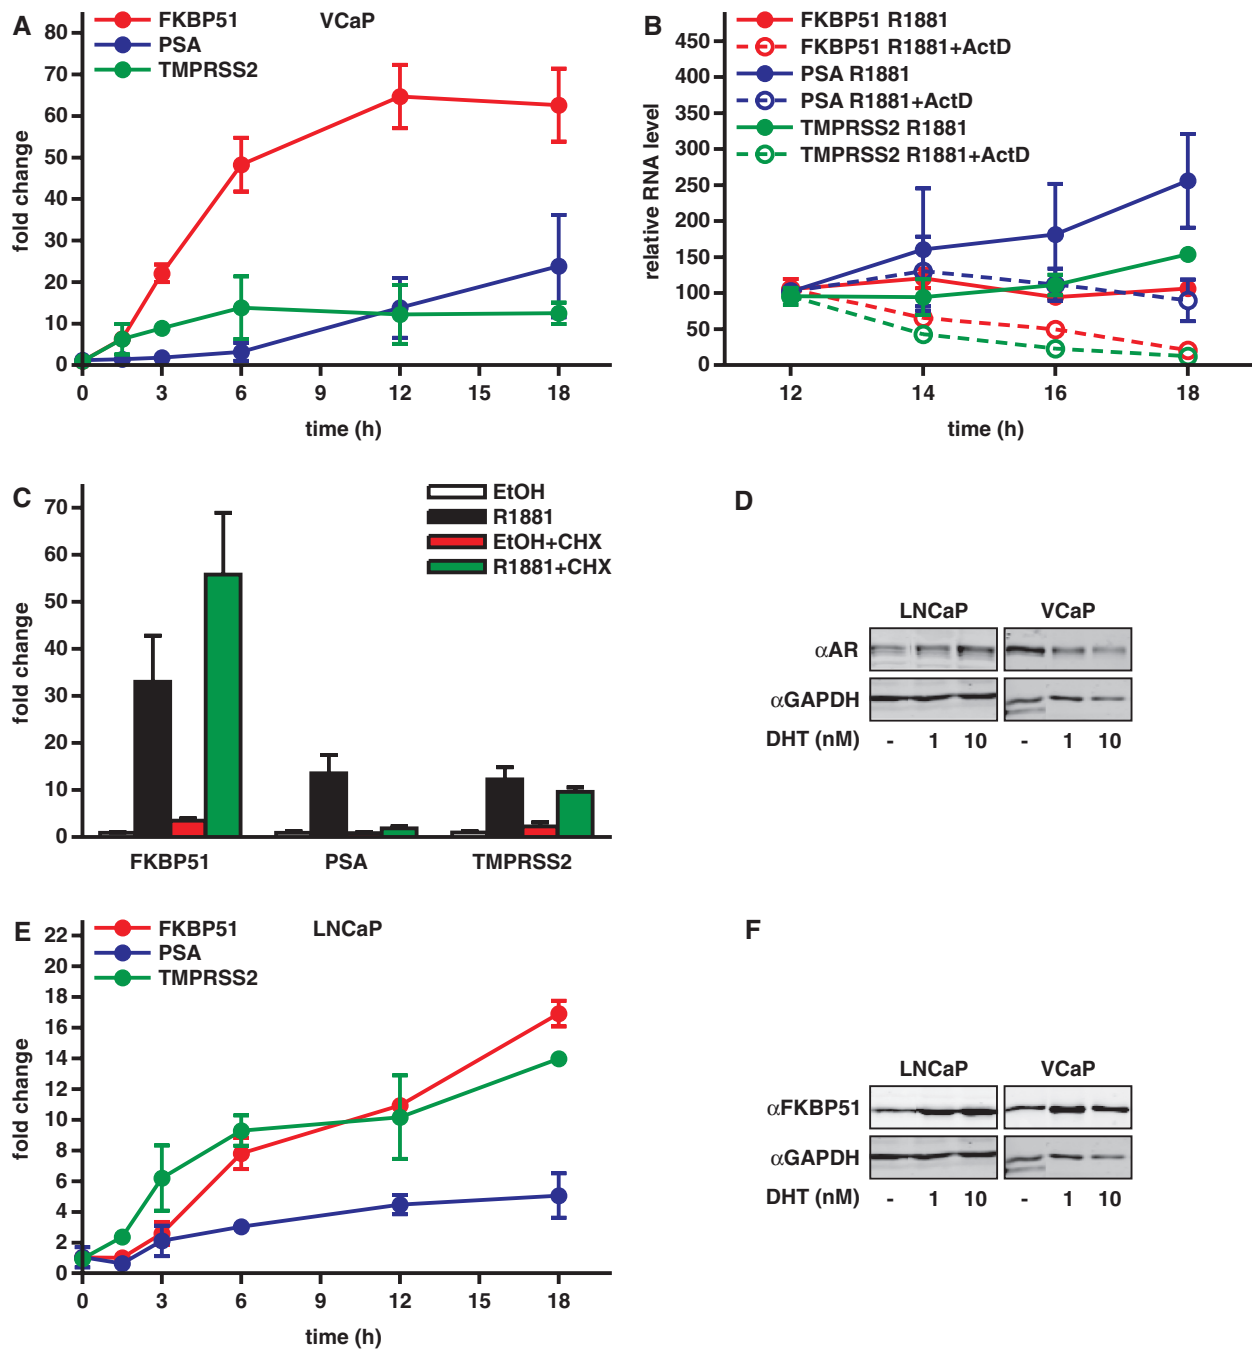 A
FKBP51
PSA
TMPRSS2
VCaP
fold change
80
70
60
50
40
30
20
10
0
0 3 6 9 12 15 18
time (h)
B
FKBP51 R1881
FKBP51 R1881+ActD
PSA R1881
PSA R1881+ActD
TMPRSS2 R1881
TMPRSS2 R1881+ActD
relative RNA level
450
400
350
300
250
200
150
100
50
0
12 14 16 18
time (h)
C
EtOH
R1881
EtOH+CHX
R1881+CHX
fold change
70
60
50
40
30
20
10
0
FKBP51 PSA TMPRSS2
D
LNCaP VCaP
αAR
αGAPDH
DHT (nM) - 1 10 - 1 10
E
FKBP51
PSA
TMPRSS2
LNCaP
fold change
22
20
18
16
14
12
10
8
6
4
2
0
0 3 6 9 12 15 18
time (h)
F
LNCaP VCaP
αFKBP51
αGAPDH
DHT (nM) - 1 10 - 1 10